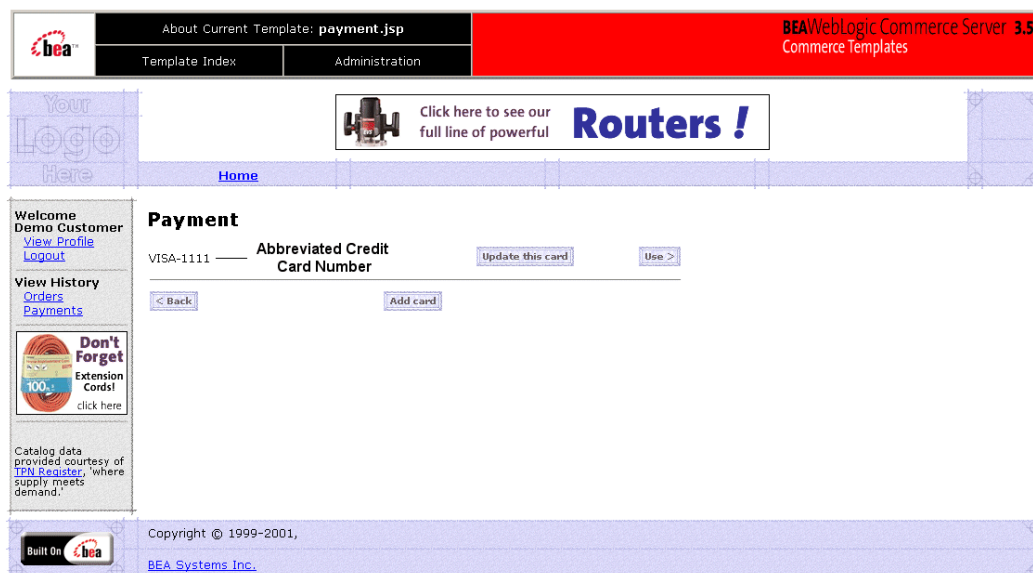 bea™
About Current Template: payment.jsp
Template Index
Administration
BEA WebLogic Commerce Server 3.5
Commerce Templates
Your
Logo
Here
Click here to see our
full line of powerful
Routers !
Home
Welcome
Demo Customer
View Profile
Logout
View History
Orders
Payments
Don't
Forget
Extension
Cords!
click here
100
Catalog data
provided courtesy of
TPN Register, 'where
supply meets
demand.'
Payment
VISA-1111
Abbreviated Credit
Card Number
Update this card
Use >
< Back
Add card
Built On bea
Copyright © 1999-2001,
BEA Systems Inc.